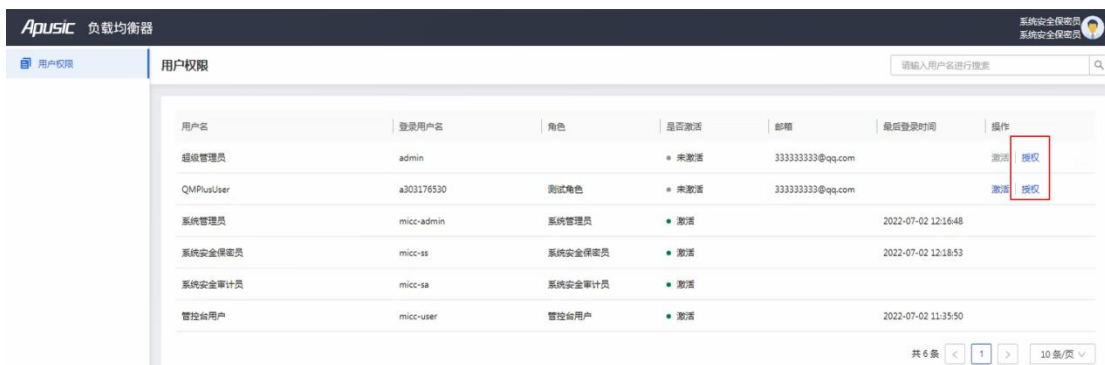 Apusic 负载均衡器
系统安全保密员
系统安全保密员
用户权限
用户权限
请输入用户名进行搜索
用户名 登录用户名 角色 是否激活 邮箱 最后登录时间 操作
超级管理员 admin 未激活 333333333@qq.com 激活 授权
QMPlusUser a303176530 测试角色 未激活 333333333@qq.com 激活 授权
系统管理员 micc-admin 系统管理员 激活 2022-07-02 12:16:48
系统安全保密员 micc-ss 系统安全保密员 激活 2022-07-02 12:18:53
系统安全审计员 micc-sa 系统安全审计员 激活
管控台用户 micc-user 管控台用户 激活 2022-07-02 11:35:50
共 6 条 < 1 > 10 条/页